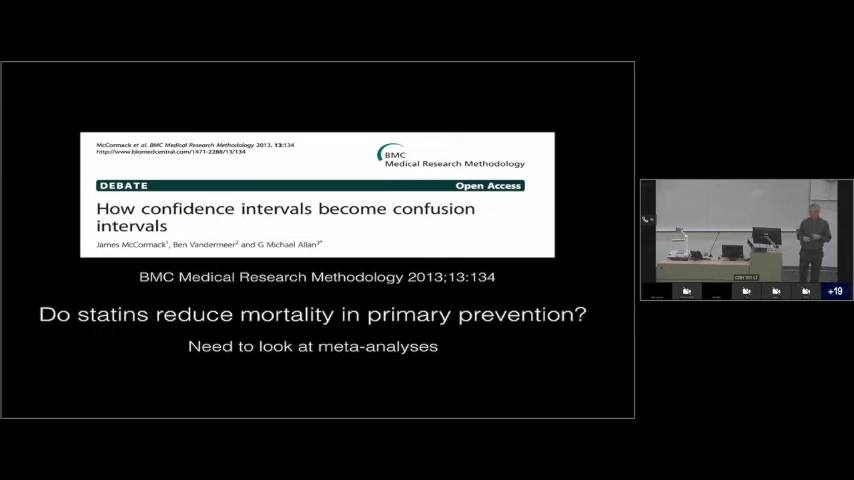 McCormack et al. BMC Medical Research Methodology 2013, 13:134
http://www.biomedcentral.com/1471-2288/13/134
BMC
Medical Research Methodology
DEBATE
Open Access
How confidence intervals become confusion
intervals
James McCormack1, Ben Vandermeer2 and G Michael Allan3*
BMC Medical Research Methodology 2013;13:134
Do statins reduce mortality in primary prevention?
Need to look at meta-analyses
+19